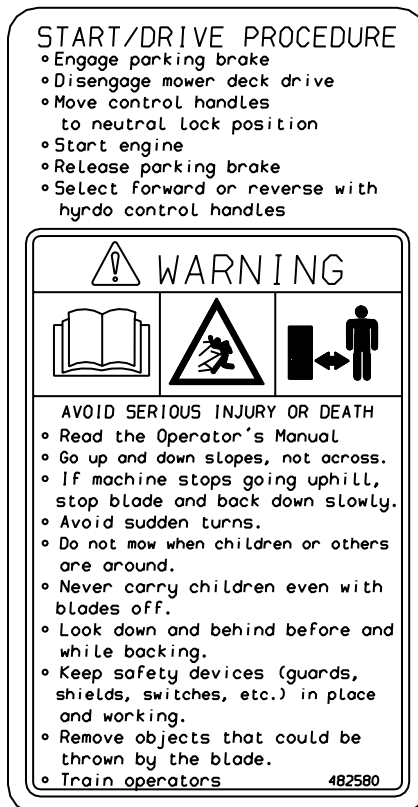 START/DRIVE PROCEDURE
∘ Engage parking brake
∘ Disengage mower deck drive
∘ Move control handles
to neutral lock position
∘ Start engine
∘ Release parking brake
∘ Select forward or reverse with
hyrdo control handles
WARNING
AVOID SERIOUS INJURY OR DEATH
∘ Read the Operator's Manual
∘ Go up and down slopes, not across.
∘ If machine stops going uphill,
stop blade and back down slowly.
∘ Avoid sudden turns.
∘ Do not mow when children or others
are around.
∘ Never carry children even with
blades off.
∘ Look down and behind before and
while backing.
∘ Keep safety devices (guards,
shields, switches, etc.) in place
and working.
∘ Remove objects that could be
thrown by the blade.
∘ Train operators 482580